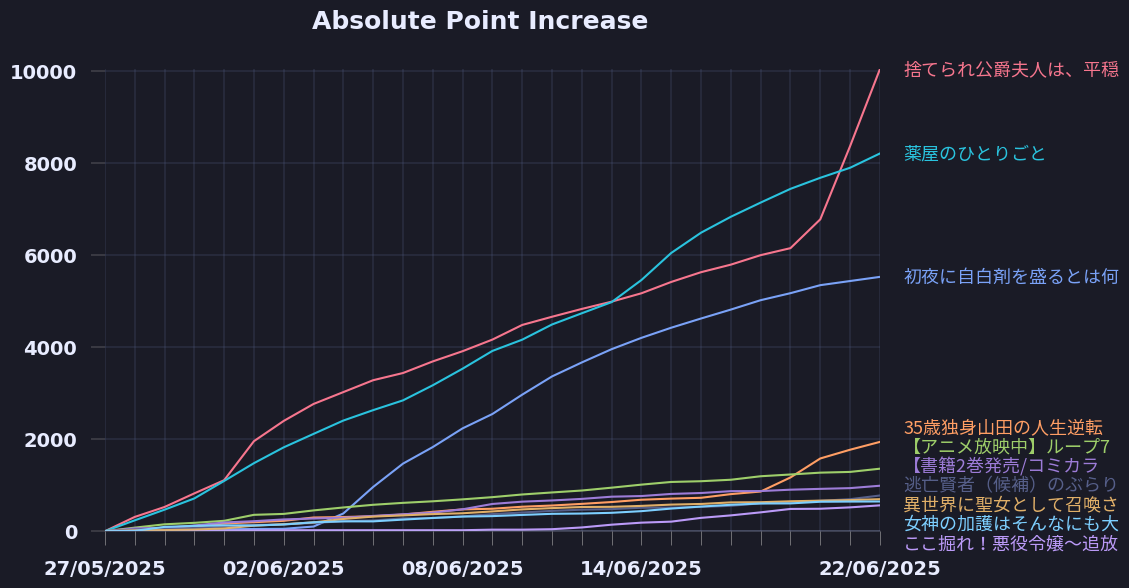 Absolute Point Increase
10000
8000
6000
4000
2000
0
27/05/2025
02/06/2025
08/06/2025
14/06/2025
22/06/2025
捨てられ公爵夫人は、平穏
薬屋のひとりごと
初夜に自白剤を盛るとは何
35歳独身山田の人生逆転
【アニメ放映中】ループ7
【書籍2巻発売/コミカラ
逃亡賢者（候補）のぶらり
異世界に聖女として召喚さ
女神の加護はそんなにも大
ここ掘れ！悪役令嬢～追放